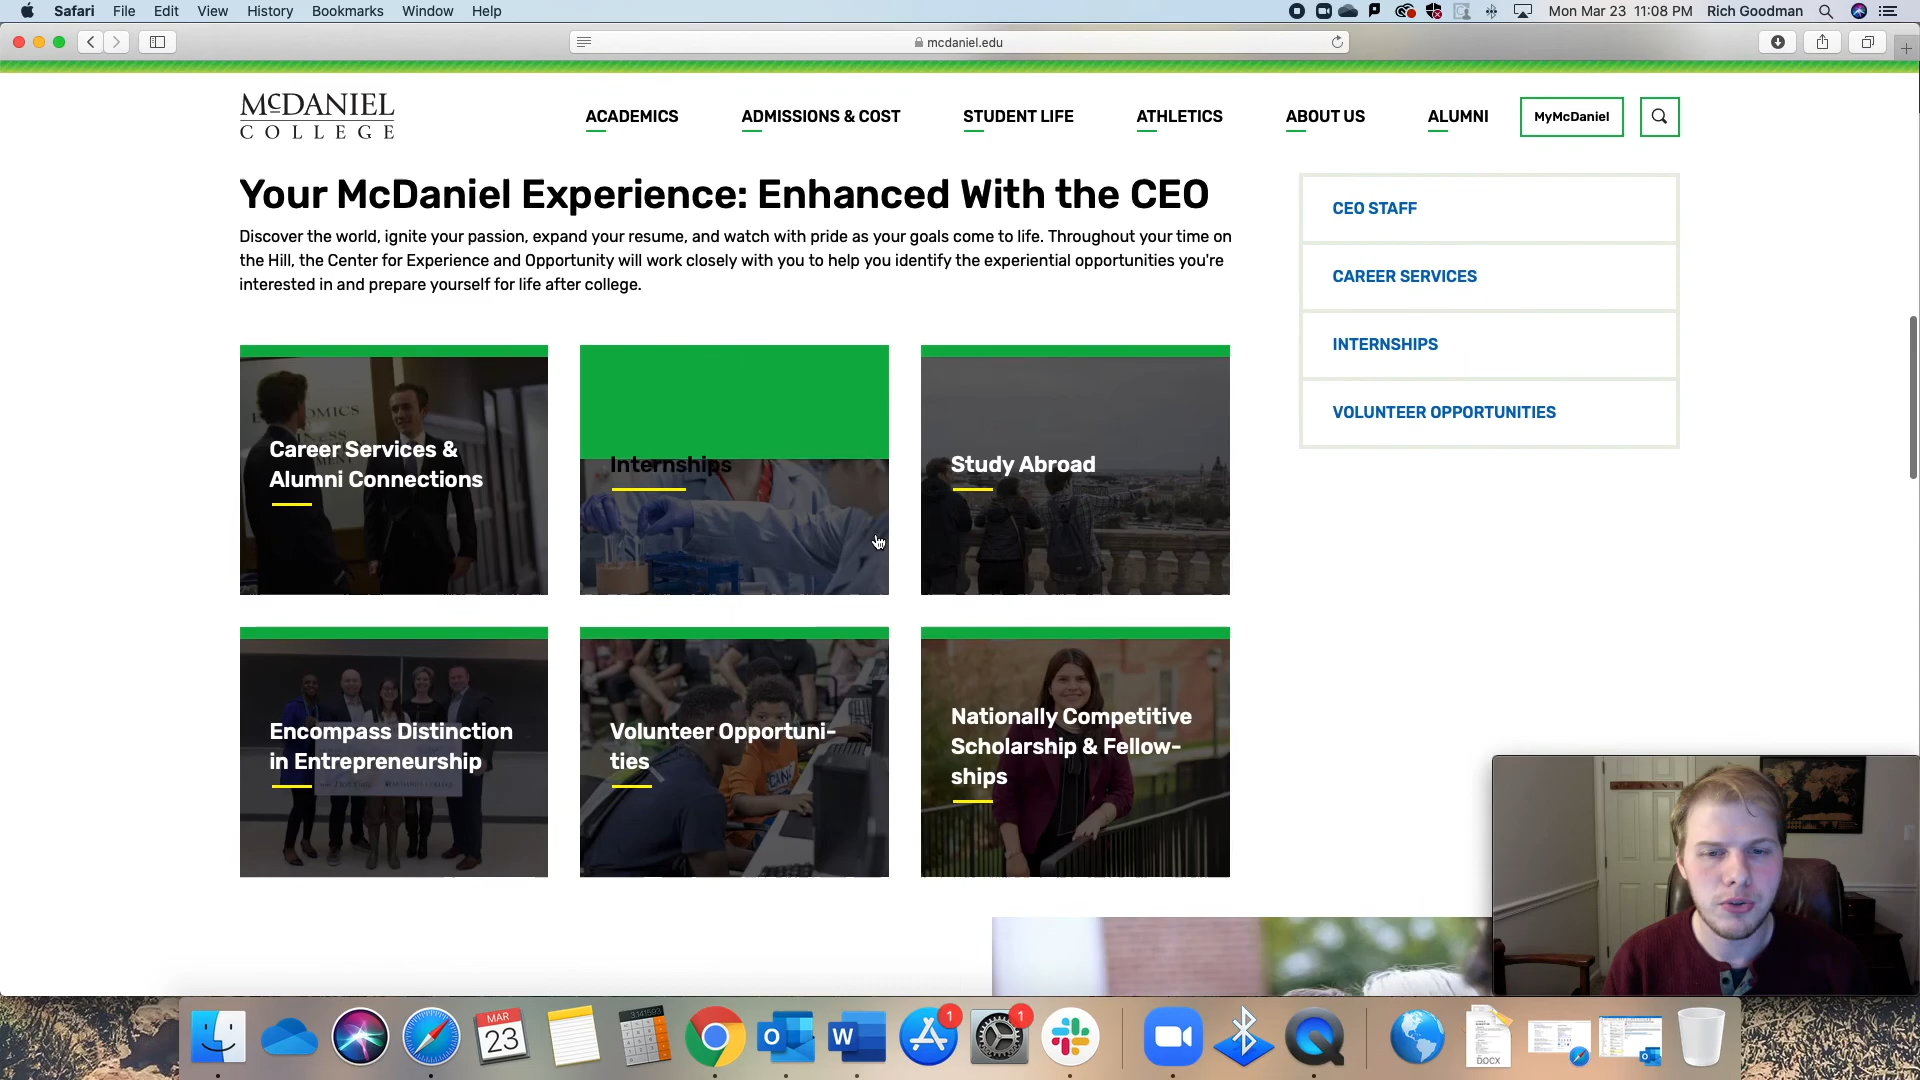 Safari File Edit View History Bookmarks Window Help Mon Mar 23 11:08 PM Rich Goodman
mcdaniel.edu
McDANIEL
COLLEGE
ACADEMICS ADMISSIONS & COST STUDENT LIFE ATHLETICS ABOUT US ALUMNI MyMcDaniel
Your McDaniel Experience: Enhanced With the CEO
Discover the world, ignite your passion, expand your resume, and watch with pride as your goals come to life. Throughout your time on
the Hill, the Center for Experience and Opportunity will work closely with you to help you identify the experiential opportunities you're
interested in and prepare yourself for life after college.
CEO STAFF
CAREER SERVICES
INTERNSHIPS
VOLUNTEER OPPORTUNITIES
Career Services &
Alumni Connections
Internships
Study Abroad
Encompass Distinction
in Entrepreneurship
Volunteer Opportuni-
ties
Nationally Competitive
Scholarship & Fellow-
ships
MAR
23
3.141593
W
1
1
DOCX